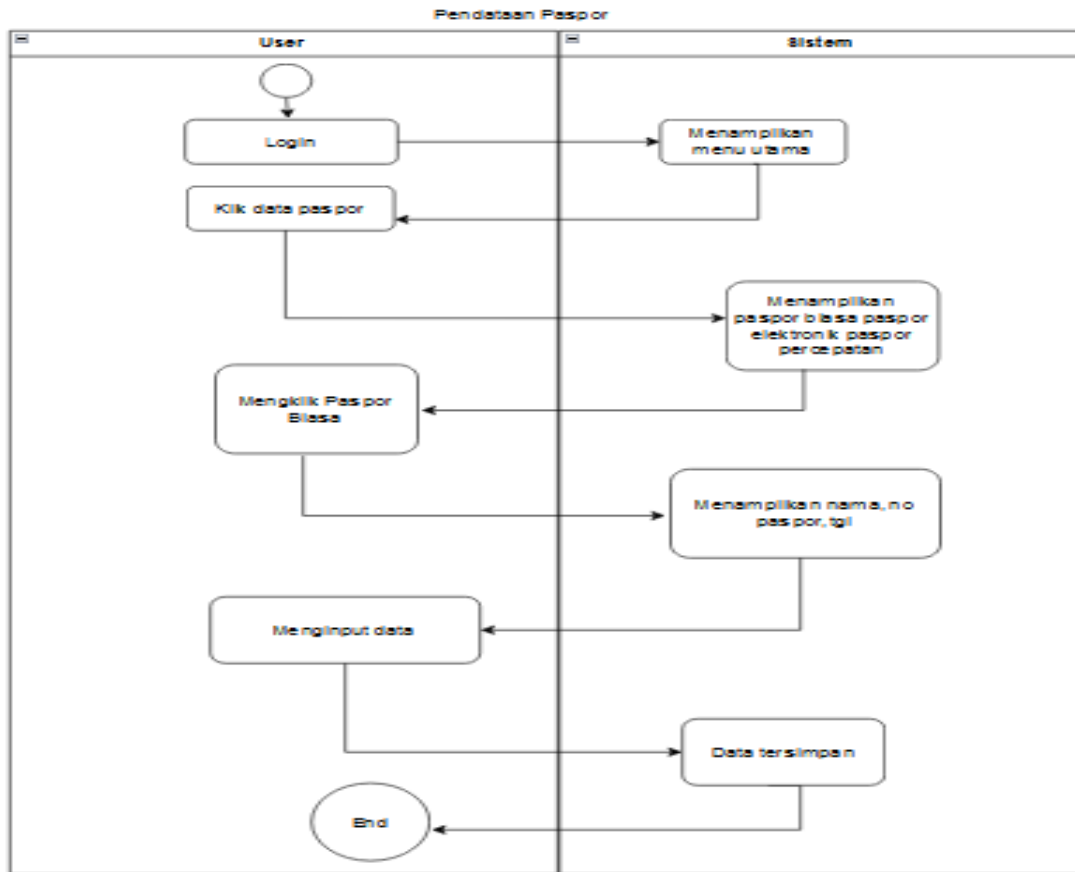 Pendataan Paspor
User
Sistem
Login
Menampilkan
menu utama
Klik data paspor
Menampilkan
paspor biasa paspor
elektronik paspor
percepatan
Mengklik Paspor
Biasa
Menampilkan nama, no
paspor, tgl
Menginput data
Data tersimpan
End